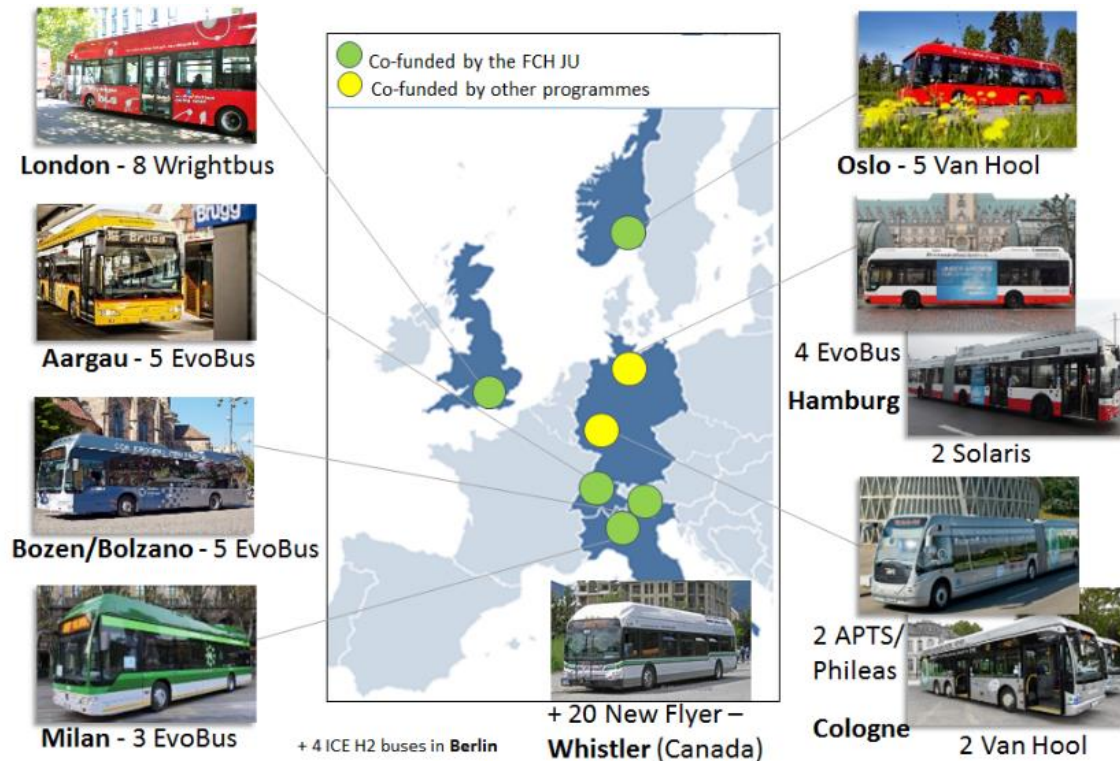 Co-funded by the FCH JU
Co-funded by other programmes
London - 8 Wrightbus
Brugg
Brugg
Aargau - 5 EvoBus
Bozen/Bolzano - 5 EvoBus
Milan - 3 EvoBus
Oslo - 5 Van Hool
4 EvoBus
Hamburg
2 Solaris
2 APTS/
Phileas
Cologne
2 Van Hool
+ 20 New Flyer –
Whistler (Canada)
+ 4 ICE H2 buses in Berlin